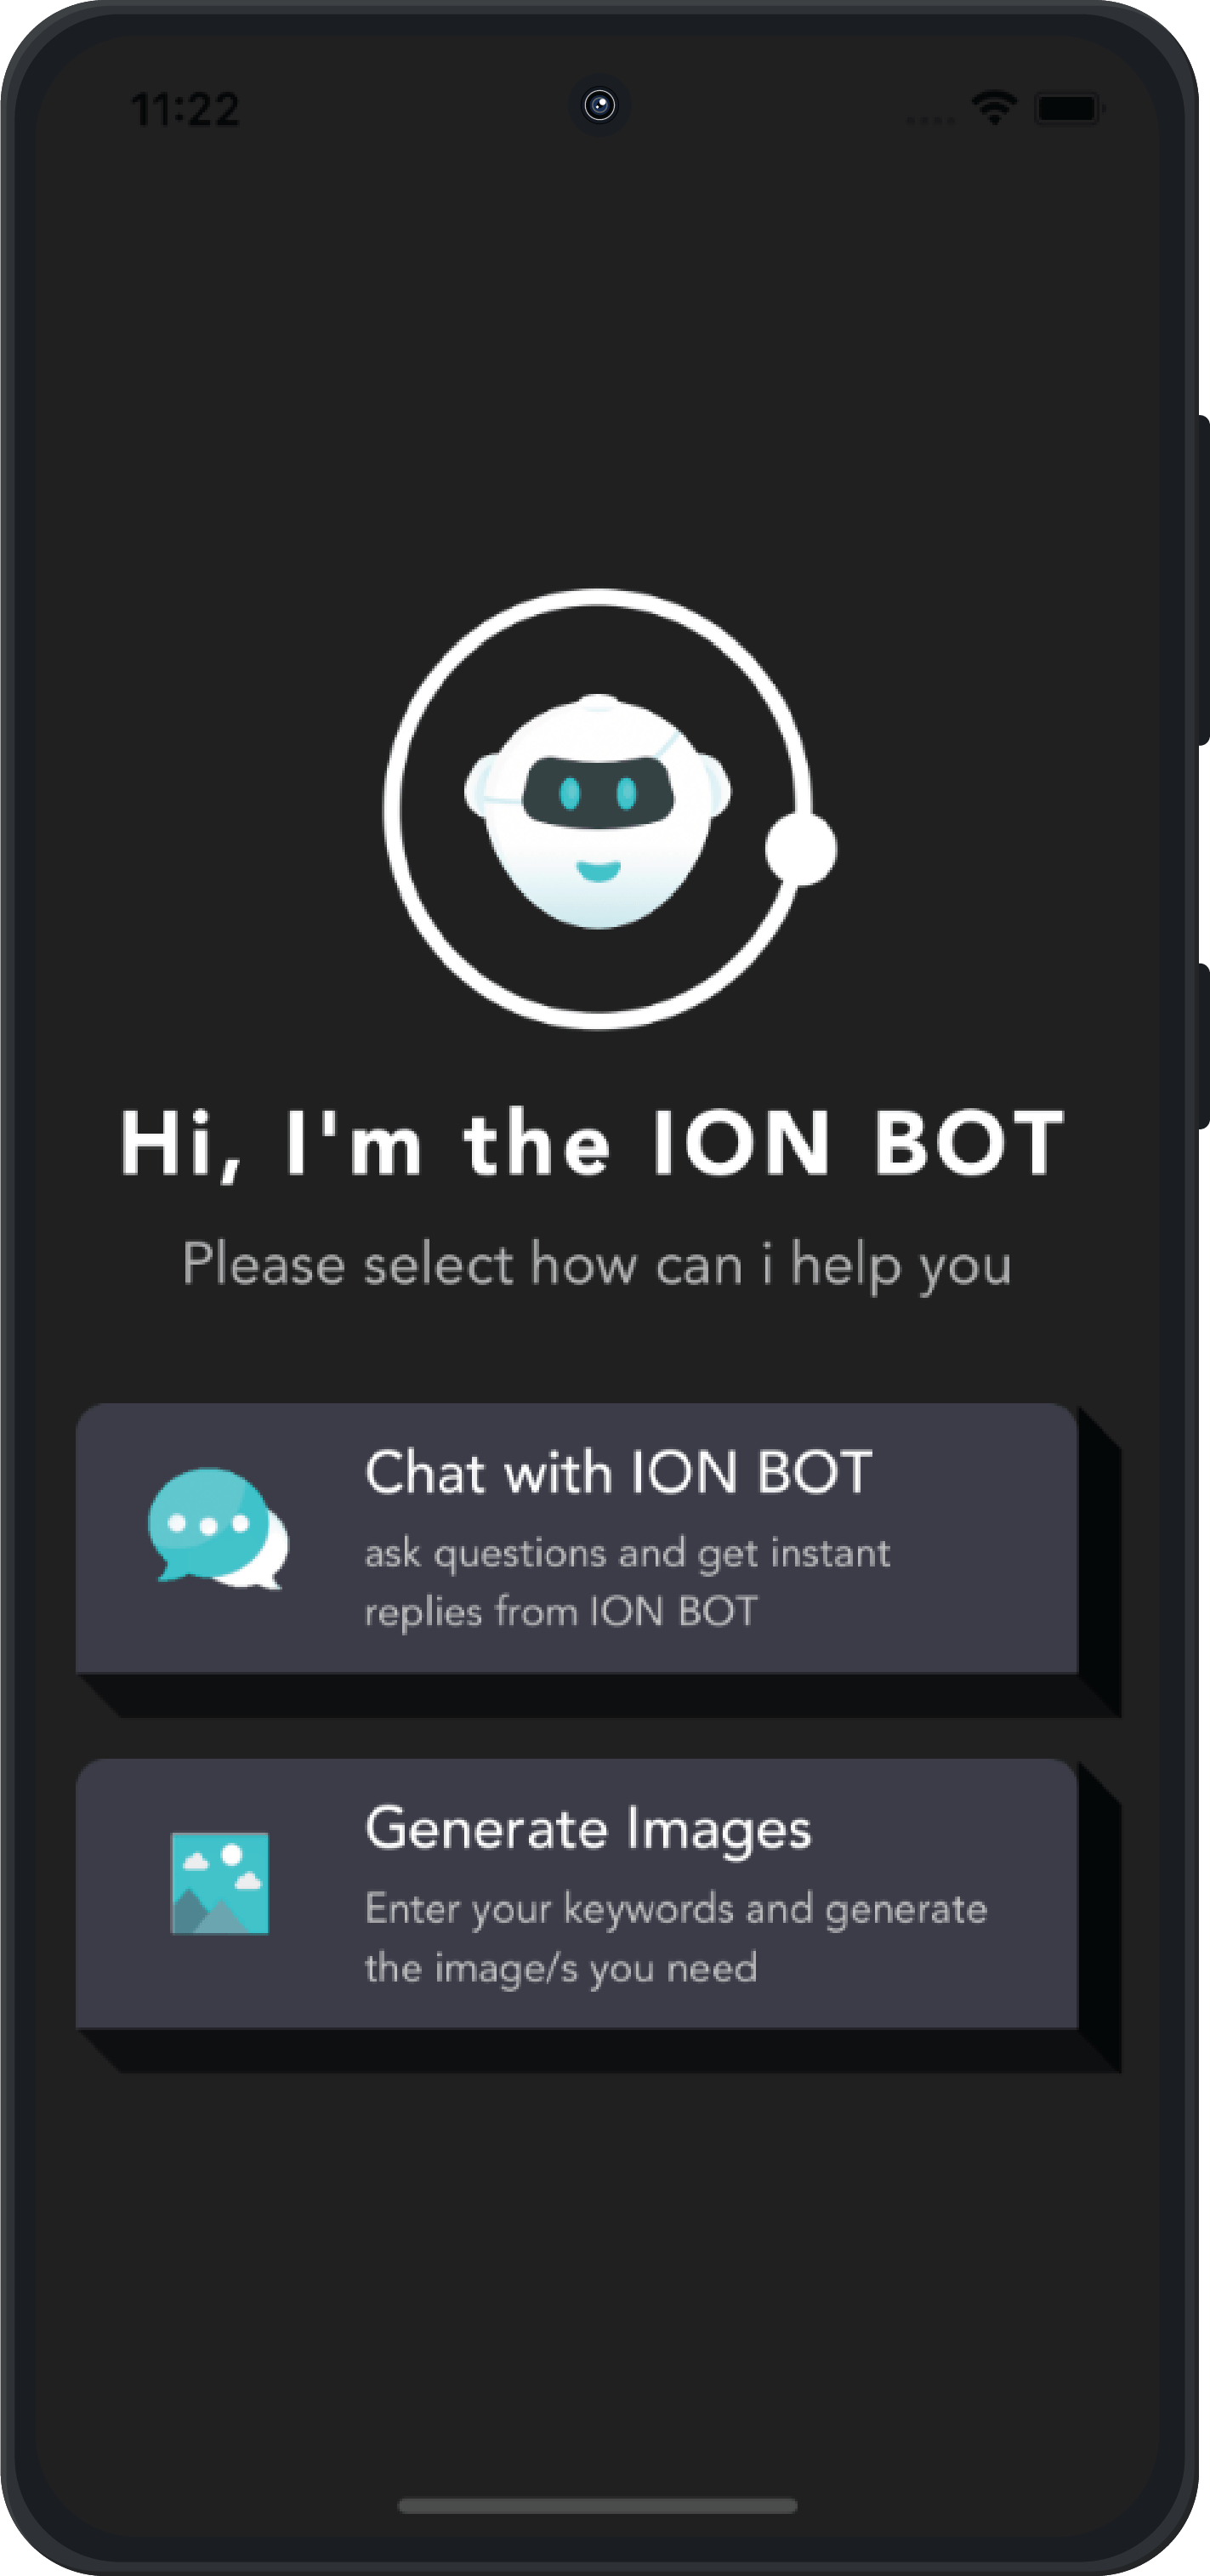 11:22
Hi, I'm the ION BOT
Please select how can i help you
Chat with ION BOT
ask questions and get instant
replies from ION BOT
Generate Images
Enter your keywords and generate
the image/s you need